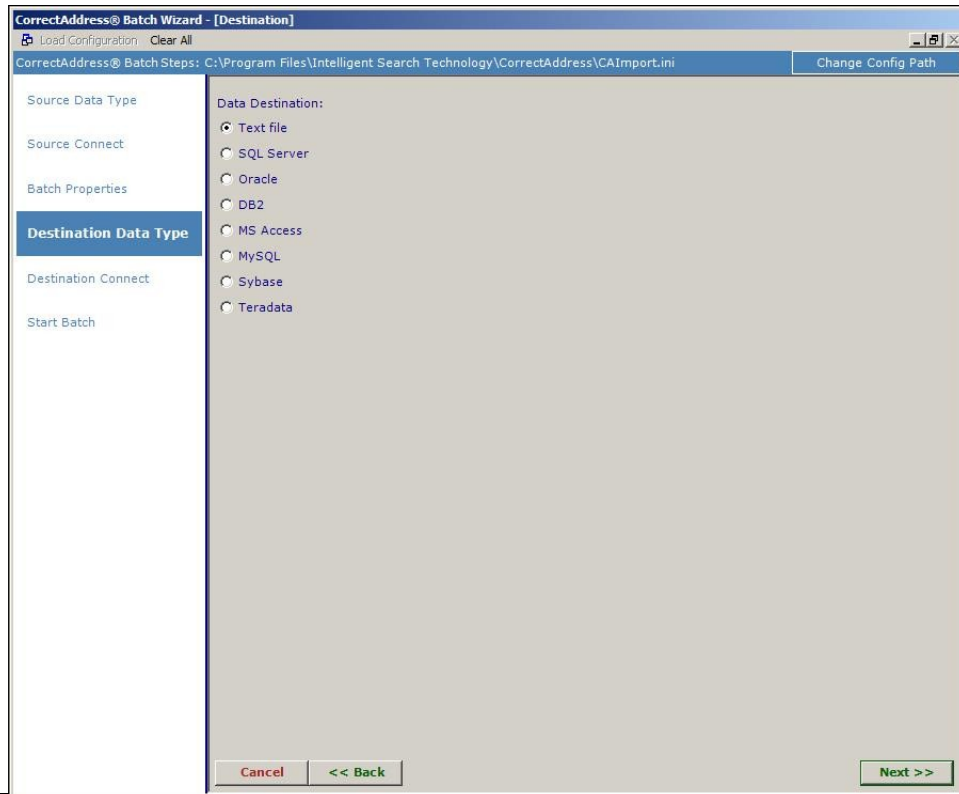 CorrectAddress® Batch Wizard - [Destination]
Load Configuration Clear All
CorrectAddress® Batch Steps: C:\Program Files\Intelligent Search Technology\CorrectAddress\CAImport.ini Change Config Path
Source Data Type
Source Connect
Batch Properties
Destination Data Type
Destination Connect
Start Batch
Data Destination:
Text file
SQL Server
Oracle
DB2
MS Access
MySQL
Sybase
Teradata
Cancel << Back Next >>